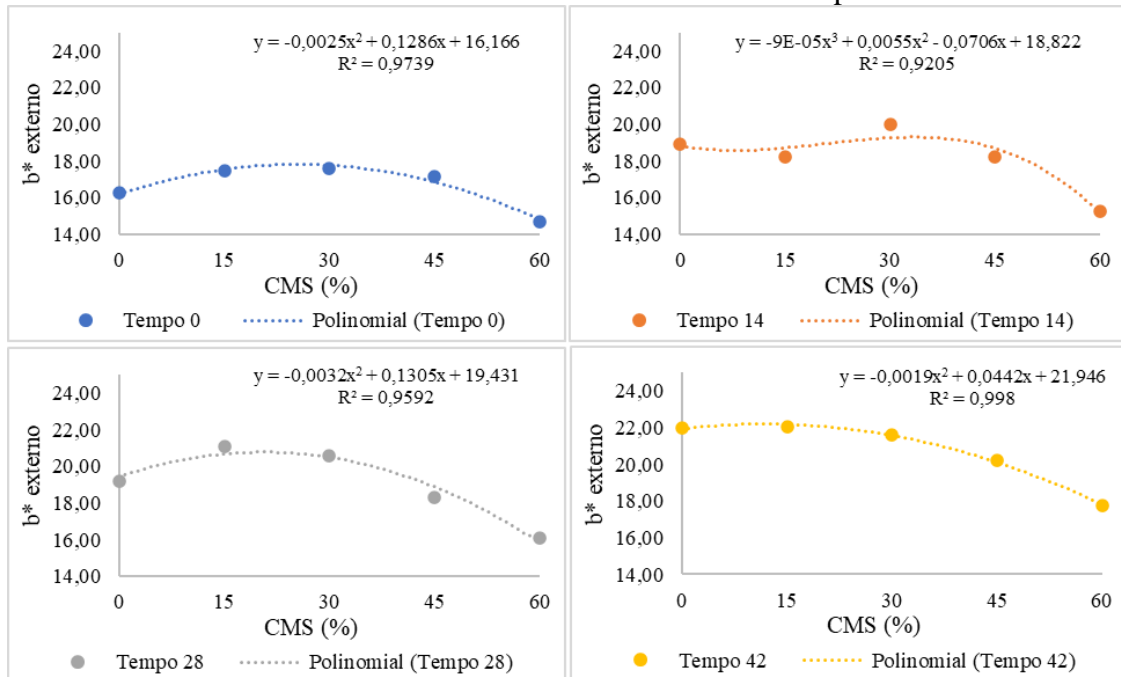 y = -0,0025x² + 0,1286x + 16,166
R² = 0,9739
24,00
22,00
20,00
18,00
16,00
14,00
b* externo
0 15 30 45 60
CMS (%)
Tempo 0 Polinomial (Tempo 0)
y = -9E-05x³ + 0,0055x² - 0,0706x + 18,822
R² = 0,9205
24,00
22,00
20,00
18,00
16,00
14,00
b* externo
0 15 30 45 60
CMS (%)
Tempo 14 Polinomial (Tempo 14)
y = -0,0032x² + 0,1305x + 19,431
R² = 0,9592
24,00
22,00
20,00
18,00
16,00
14,00
b* externo
0 15 30 45 60
CMS (%)
Tempo 28 Polinomial (Tempo 28)
y = -0,0019x² + 0,0442x + 21,946
R² = 0,998
24,00
22,00
20,00
18,00
16,00
14,00
b* externo
0 15 30 45 60
CMS (%)
Tempo 42 Polinomial (Tempo 42)